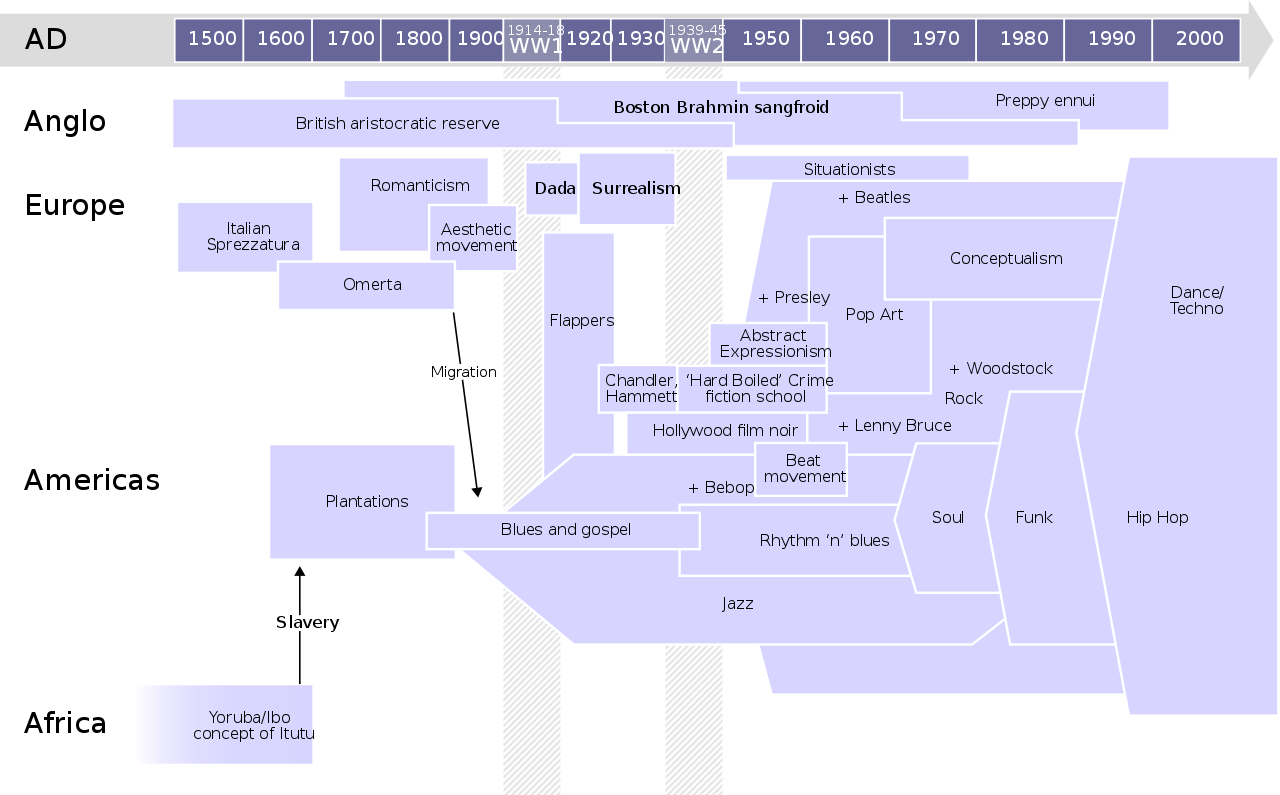 AD
1500 1600 1700 1800 1900 1914-18 WW1 1920 1930 1939-45 WW2 1950 1960 1970 1980 1990 2000
Anglo
British aristocratic reserve
Boston Brahmin sangfroid
Preppy ennui
Europe
Italian
Sprezzatura
Romanticism
Aesthetic
movement
Omerta
Dada
Surrealism
Situationists
+ Beatles
Conceptualism
+ Presley
Pop Art
Dance/
Techno
Flappers
Abstract
Expressionism
Migration
Chandler,
Hammett
‘Hard Boiled’ Crime
fiction school
+ Woodstock
Rock
Hollywood film noir
+ Lenny Bruce
Americas
Plantations
Beat
movement
+ Bebop
Blues and gospel
Rhythm ‘n’ blues
Soul
Funk
Hip Hop
Jazz
Slavery
Africa
Yoruba/Ibo
concept of Itutu